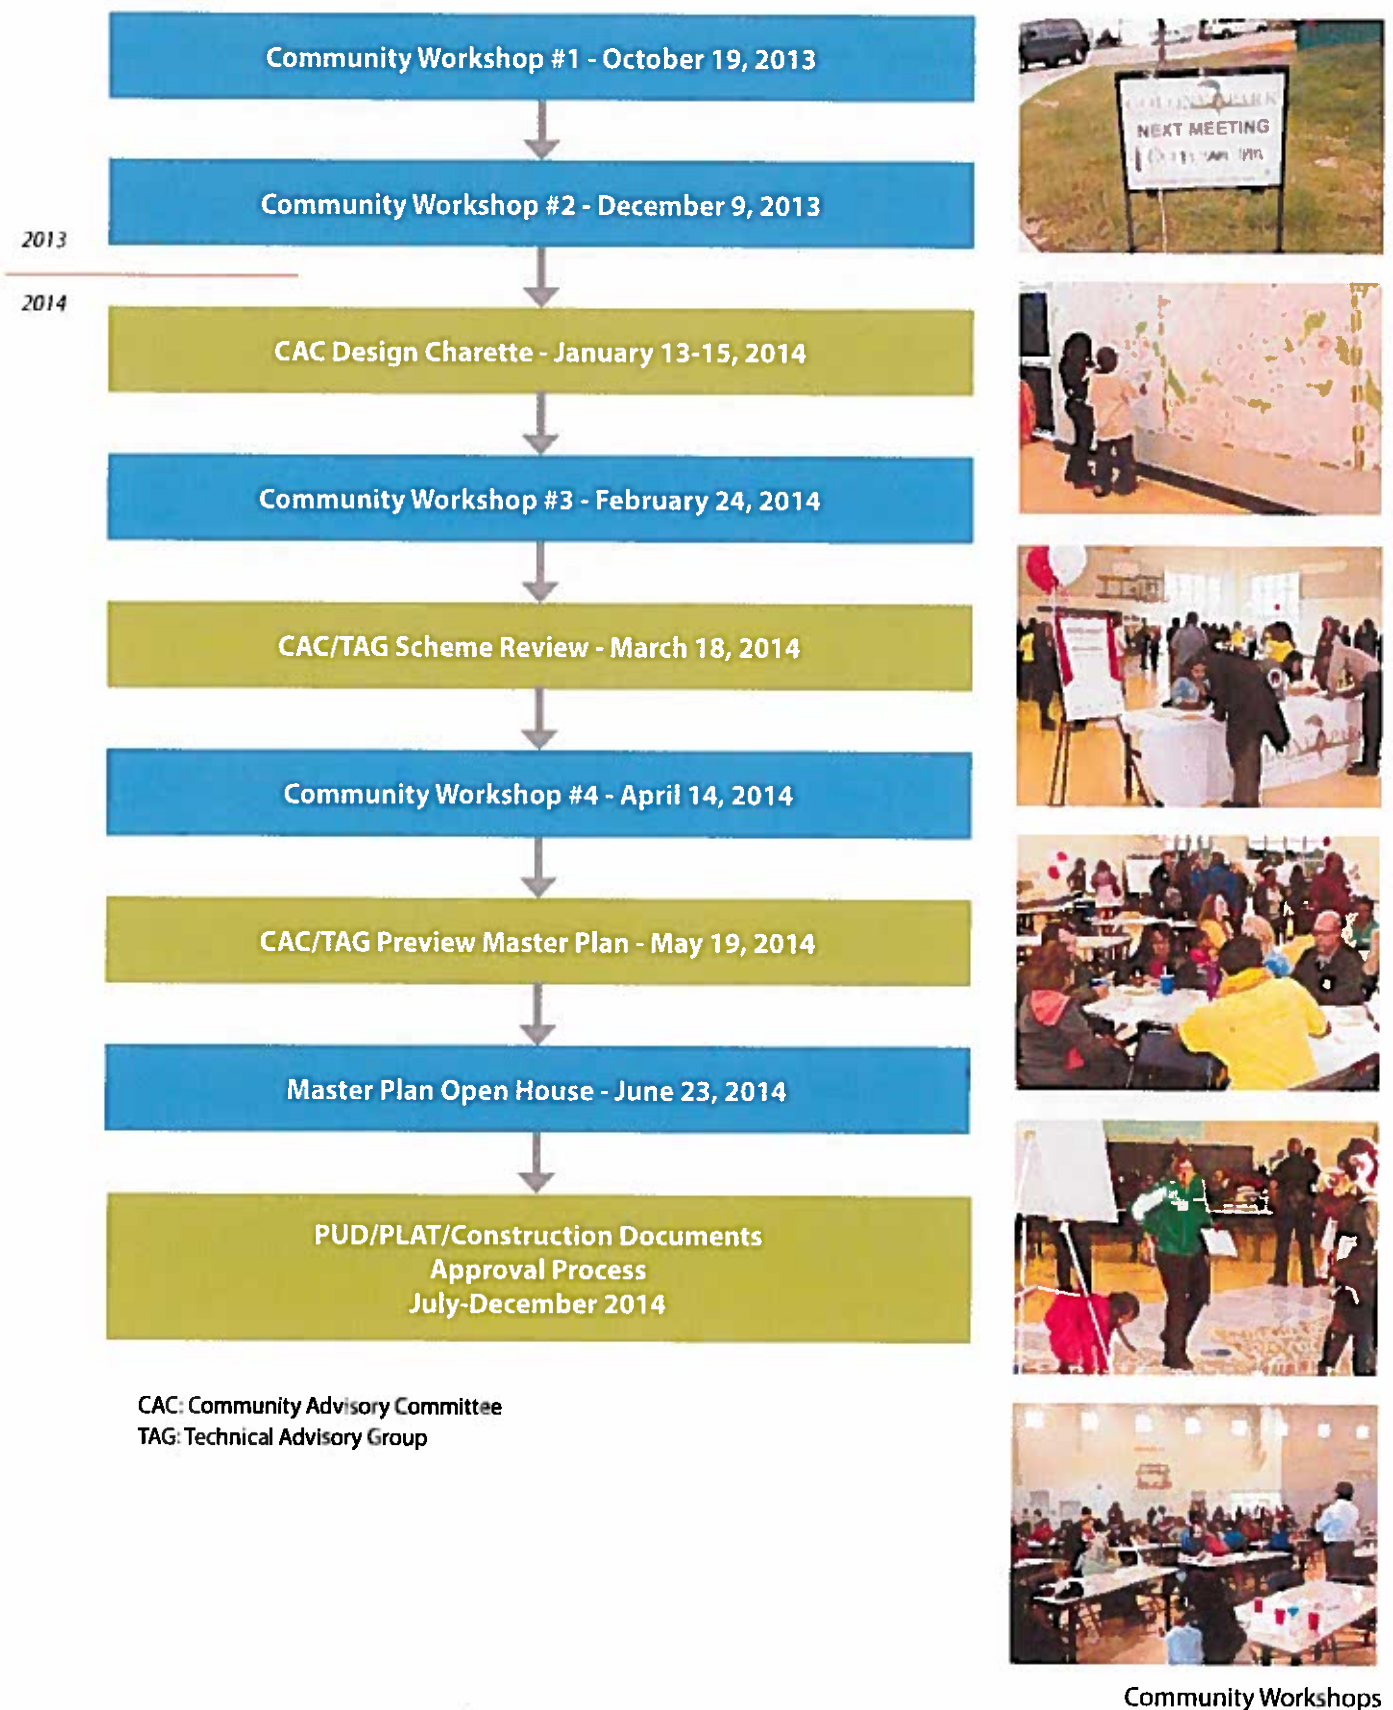 Community Workshop #1 - October 19, 2013
Community Workshop #2 - December 9, 2013
2013
2014
CAC Design Charette - January 13-15, 2014
Community Workshop #3 - February 24, 2014
CAC/TAG Scheme Review - March 18, 2014
Community Workshop #4 - April 14, 2014
CAC/TAG Preview Master Plan - May 19, 2014
Master Plan Open House - June 23, 2014
PUD/PLAT/Construction Documents
Approval Process
July-December 2014
CAC: Community Advisory Committee
TAG: Technical Advisory Group
COLONY PARK
NEXT MEETING
Community Workshops